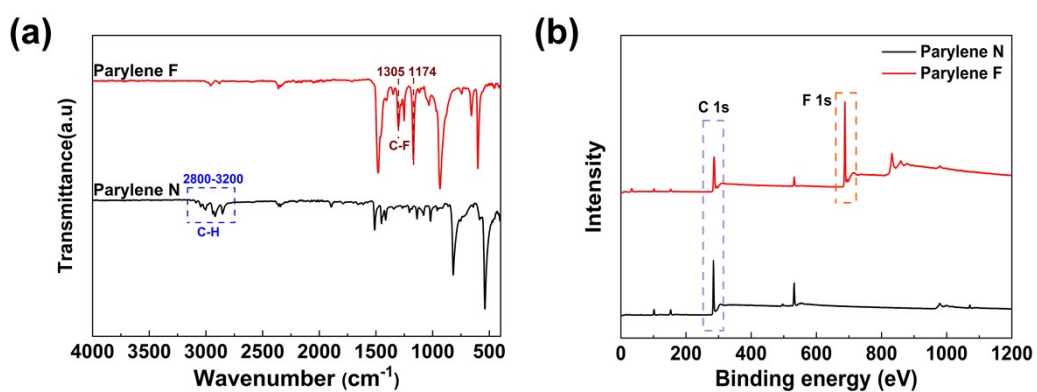 (a)
Transmittance(a.u)
Parylene F
1305 1174
C-F
Parylene N
2800-3200
C-H
4000 3500 3000 2500 2000 1500 1000 500
Wavenumber (cm⁻¹)
(b)
Intensity
Parylene N
Parylene F
C 1s
F 1s
0 200 400 600 800 1000 1200
Binding energy (eV)